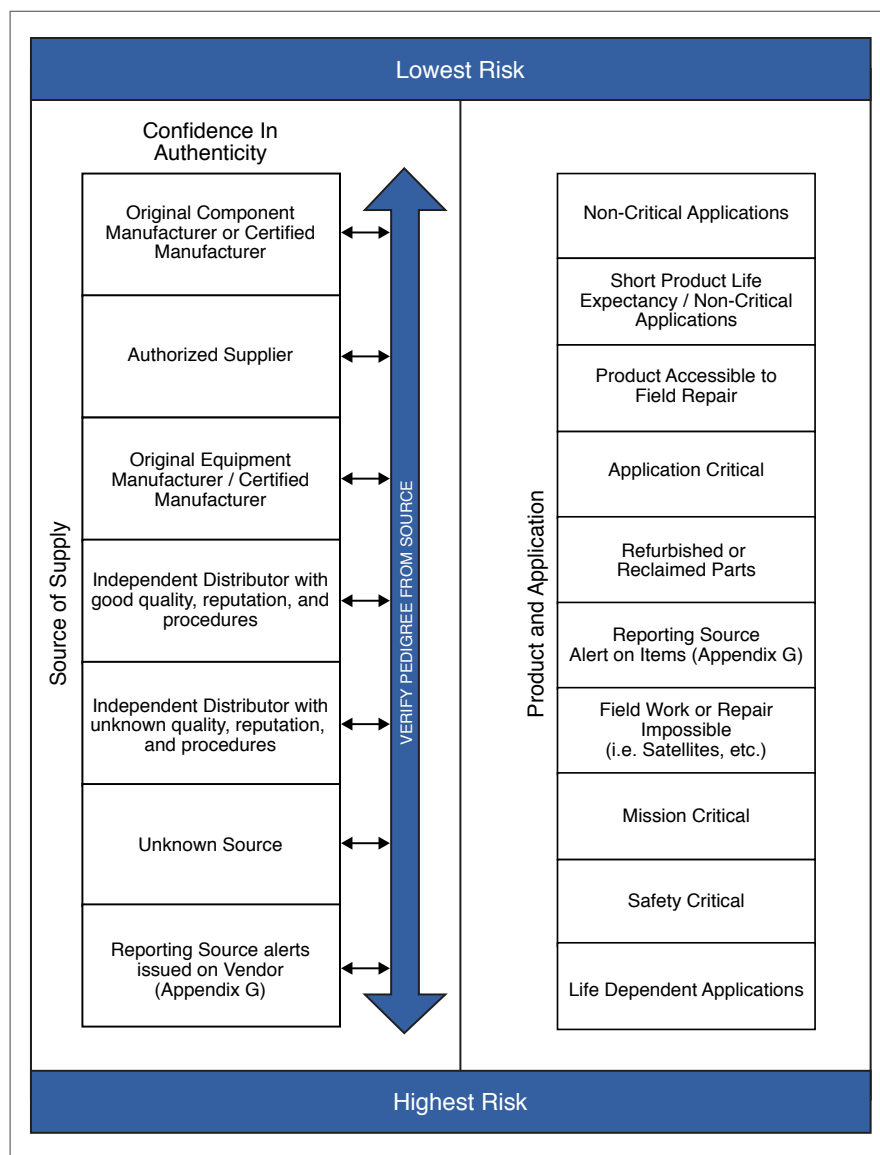 Lowest Risk
Confidence In
Authenticity
Source of Supply
Original Component
Manufacturer or Certified
Manufacturer
Authorized Supplier
Original Equipment
Manufacturer / Certified
Manufacturer
Independent Distributor with
good quality, reputation, and
procedures
Independent Distributor with
unknown quality, reputation,
and procedures
Unknown Source
Reporting Source alerts
issued on Vendor
(Appendix G)
VERIFY PEDIGREE FROM SOURCE
Product and Application
Non-Critical Applications
Short Product Life
Expectancy / Non-Critical
Applications
Product Accessible to
Field Repair
Application Critical
Refurbished or
Reclaimed Parts
Reporting Source
Alert on Items (Appendix G)
Field Work or Repair
Impossible
(i.e. Satellites, etc.)
Mission Critical
Safety Critical
Life Dependent Applications
Highest Risk